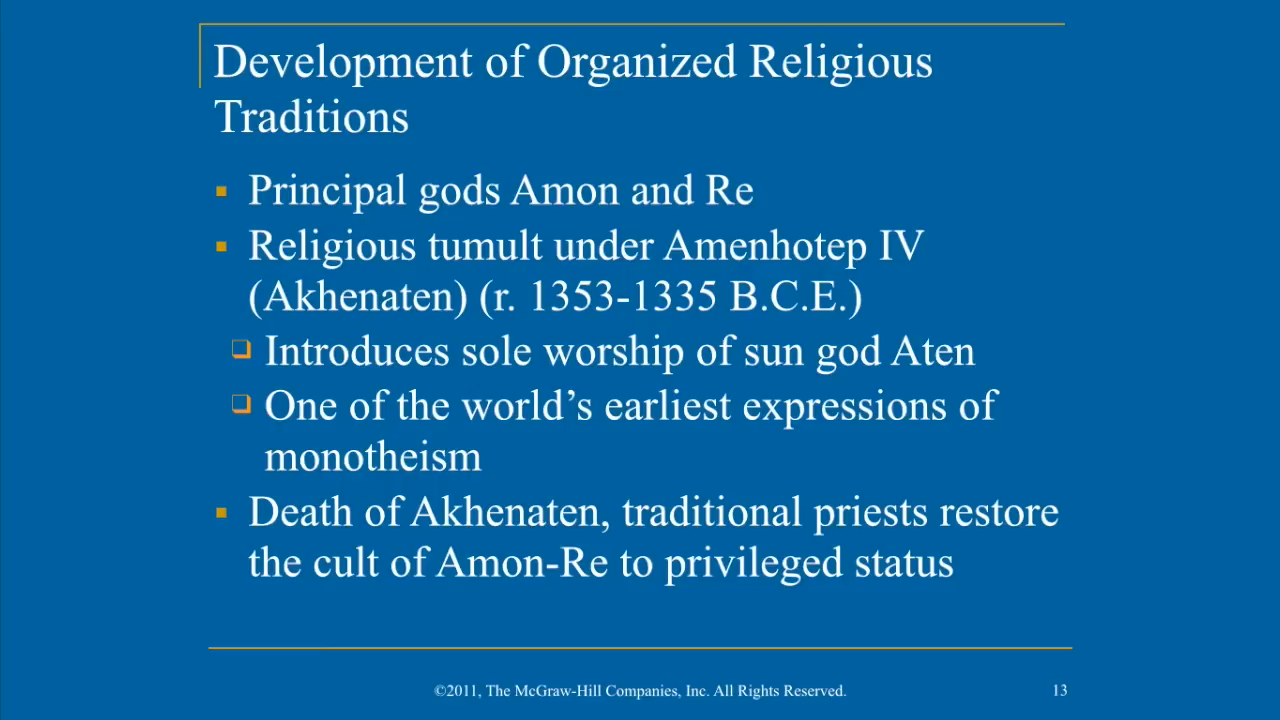 Development of Organized Religious
Traditions
Principal gods Amon and Re
Religious tumult under Amenhotep IV
(Akhenaten) (r. 1353-1335 B.C.E.)
Introduces sole worship of sun god Aten
One of the world’s earliest expressions of
monotheism
Death of Akhenaten, traditional priests restore
the cult of Amon-Re to privileged status
©2011, The McGraw-Hill Companies, Inc. All Rights Reserved.
13